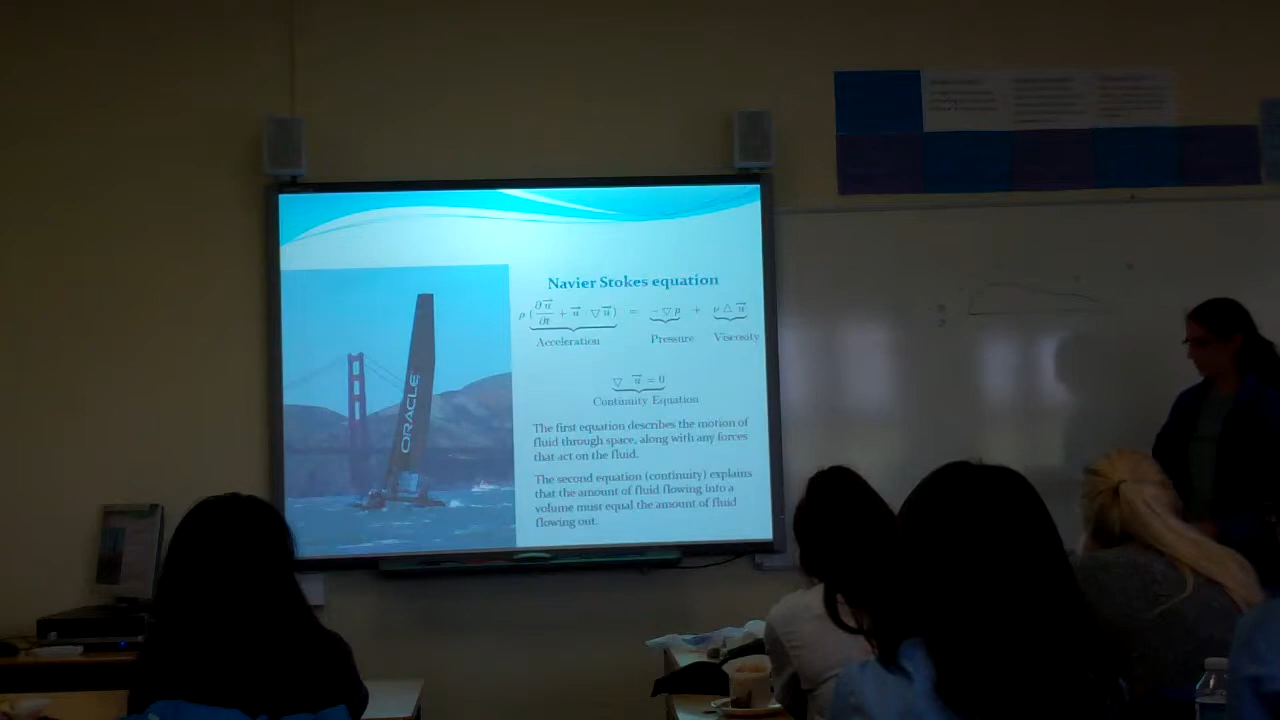 Navier Stokes equation
ρ (∂u⃗/∂t + u⃗ ▽u⃗) = -▽p + ν△u⃗
Acceleration Pressure Viscosity
▽ u⃗ = 0
Continuity Equation
The first equation describes the motion of
fluid through space, along with any forces
that act on the fluid.
The second equation (continuity) explains
that the amount of fluid flowing into a
volume must equal the amount of fluid
flowing out.
ORACLE